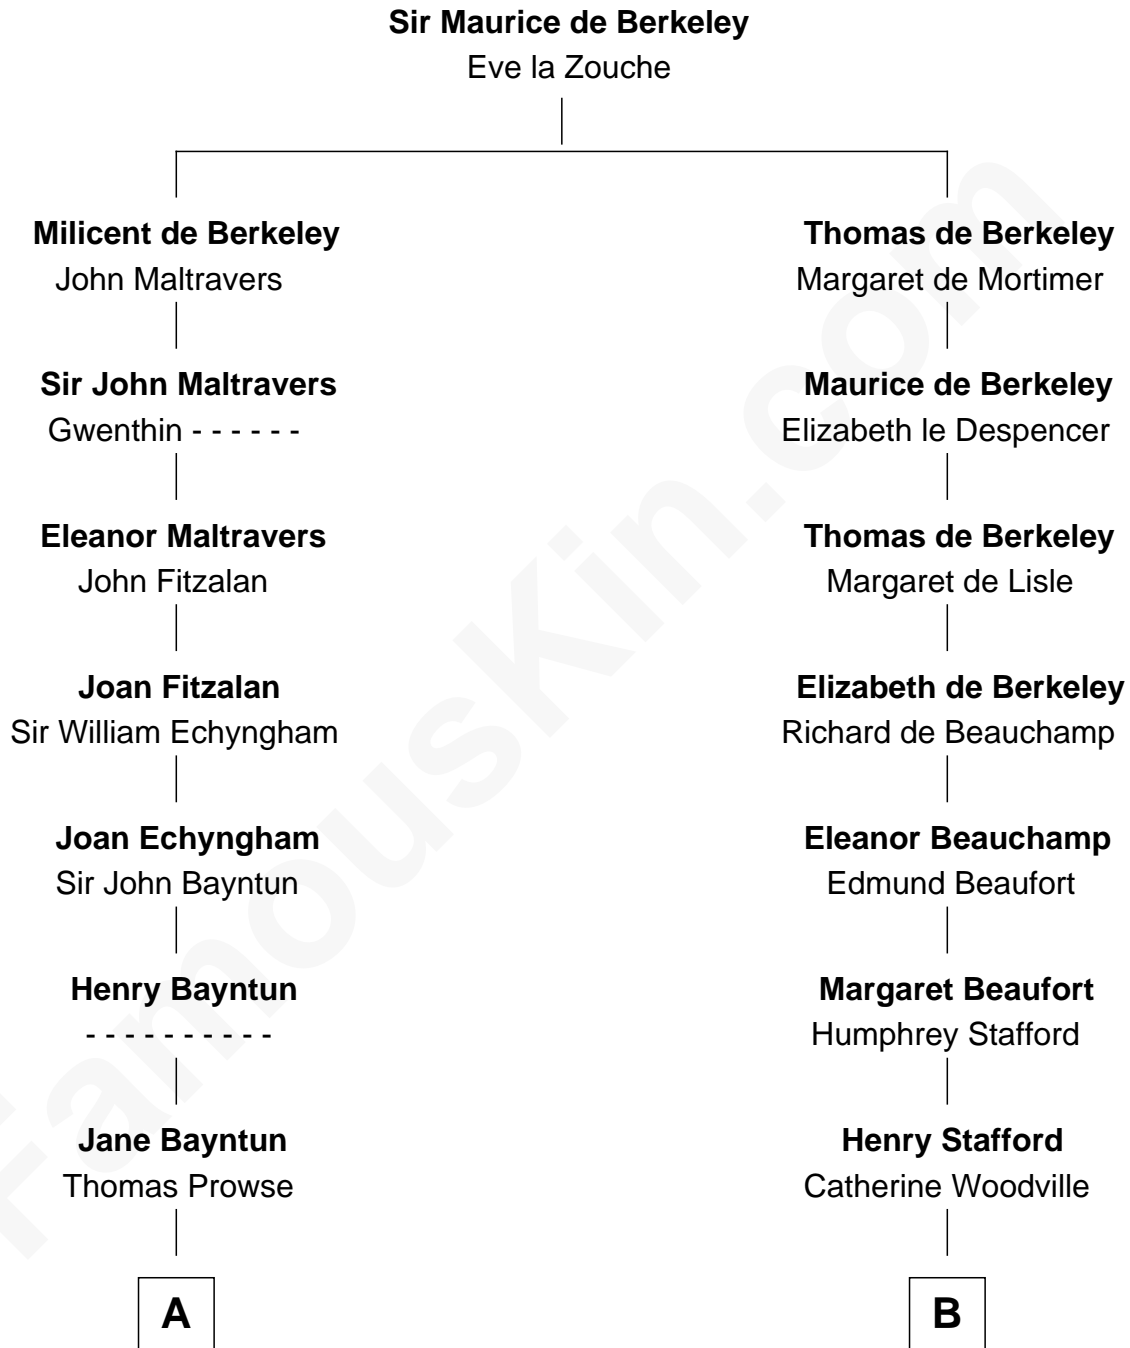 Sir Maurice de Berkeley
Eve la Zouche
Milicent de Berkeley
John Maltravers
Thomas de Berkeley
Margaret de Mortimer
Sir John Maltravers
Gwenthin - - - - - -
Maurice de Berkeley
Elizabeth le Despencer
Eleanor Maltravers
John Fitzalan
Thomas de Berkeley
Margaret de Lisle
Joan Fitzalan
Sir William Echyngham
Elizabeth de Berkeley
Richard de Beauchamp
Joan Echyngham
Sir John Bayntun
Eleanor Beauchamp
Edmund Beaufort
Henry Bayntun
- - - - - - - - - -
Margaret Beaufort
Humphrey Stafford
Jane Bayntun
Thomas Prowse
Henry Stafford
Catherine Woodville
A
B
FamousKin.com